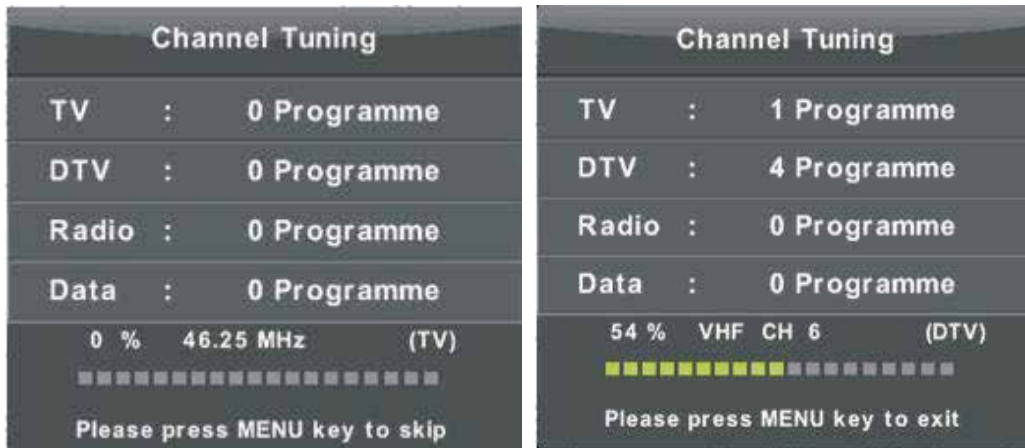 Channel Tuning
TV : 0 Programme
DTV : 0 Programme
Radio : 0 Programme
Data : 0 Programme
0 % 46.25 MHz (TV)
Please press MENU key to skip
Channel Tuning
TV : 1 Programme
DTV : 4 Programme
Radio : 0 Programme
Data : 0 Programme
54 % VHF CH 6 (DTV)
Please press MENU key to exit